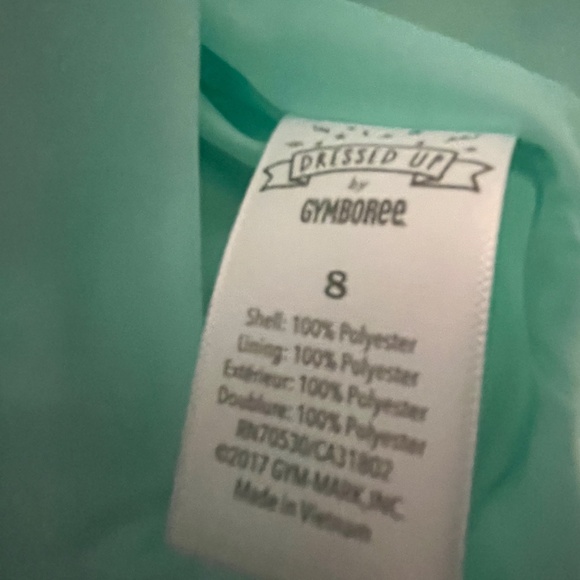 DRESSED UP
by
GYMBOREE
8
Shell: 100% Polyester
Lining: 100% Polyester
Extérieur: 100% Polyester
Doublure: 100% Polyester
RN70530/CA31802
©2017 GYM-MARK, INC.
Made in Vietnam